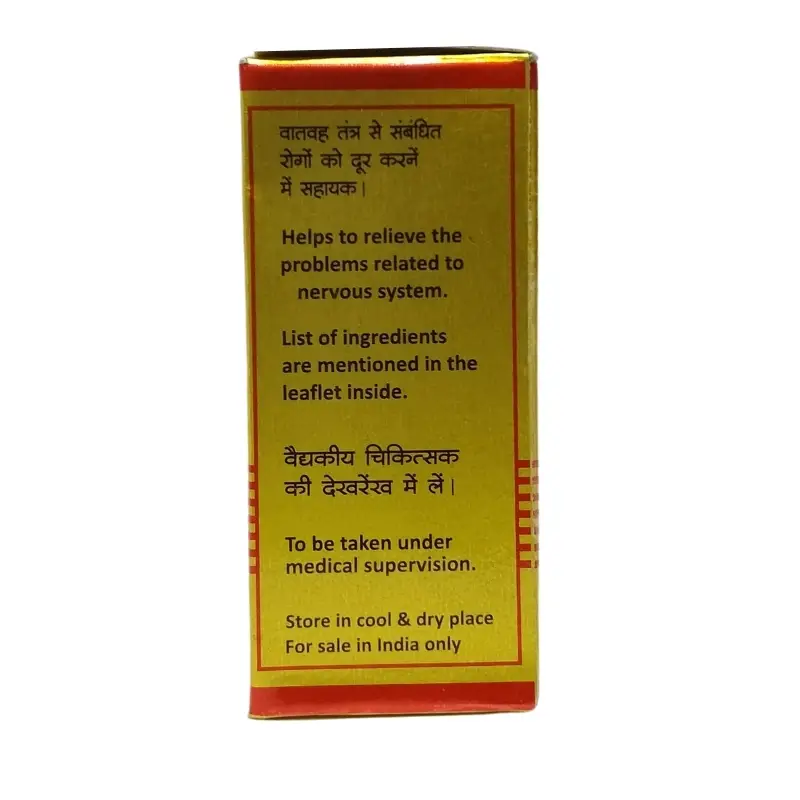 वातवह तंत्र से संबंधित
रोगों को दूर करनें
में सहायक।
Helps to relieve the
problems related to
nervous system.
List of ingredients
are mentioned in the
leaflet inside.
वैद्यकीय चिकित्सक
की देखरेंख में लें।
To be taken under
medical supervision.
Store in cool & dry place
For sale in India only